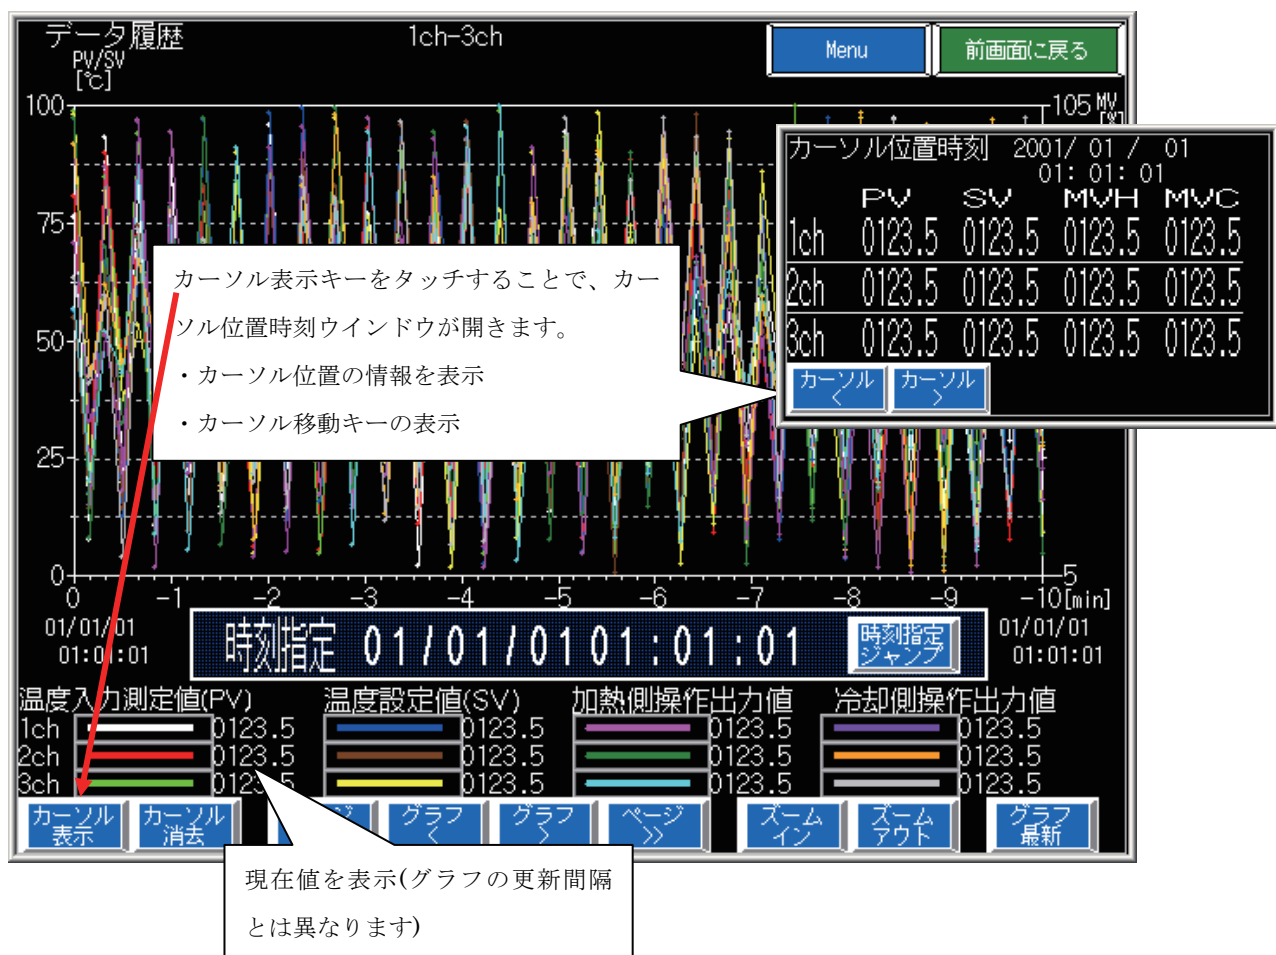 データ履歴 1ch-3ch Menu 前画面に戻る
PV/SV
[℃]
100 105 MV
[%]
75
50
25
0 -5
0 -1 -2 -3 -4 -5 -6 -7 -8 -9 -10[min]
カーソル位置時刻 2001/ 01 / 01
01: 01: 01
PV SV MVH MVC
1ch 0123.5 0123.5 0123.5 0123.5
2ch 0123.5 0123.5 0123.5 0123.5
3ch 0123.5 0123.5 0123.5 0123.5
カーソル
<
カーソル
>
カーソル表示キーをタッチすることで、カー
ソル位置時刻ウインドウが開きます。
・カーソル位置の情報を表示
・カーソル移動キーの表示
01/01/01
01:01:01
時刻指定 01/01/01 01:01:01
時刻指定
ジャンプ
01/01/01
01:01:01
温度入力測定値(PV) 温度設定値(SV) 加熱側操作出力値 冷却側操作出力値
1ch 0123.5 0123.5 0123.5 0123.5
2ch 0123.5 0123.5 0123.5 0123.5
3ch 0123.5 0123.5 0123.5 0123.5
カーソル
表示
カーソル
消去
グラフ
<
グラフ
>
ページ
>>
ズーム
イン
ズーム
アウト
グラフ
最新
現在値を表示(グラフの更新間隔
とは異なります)